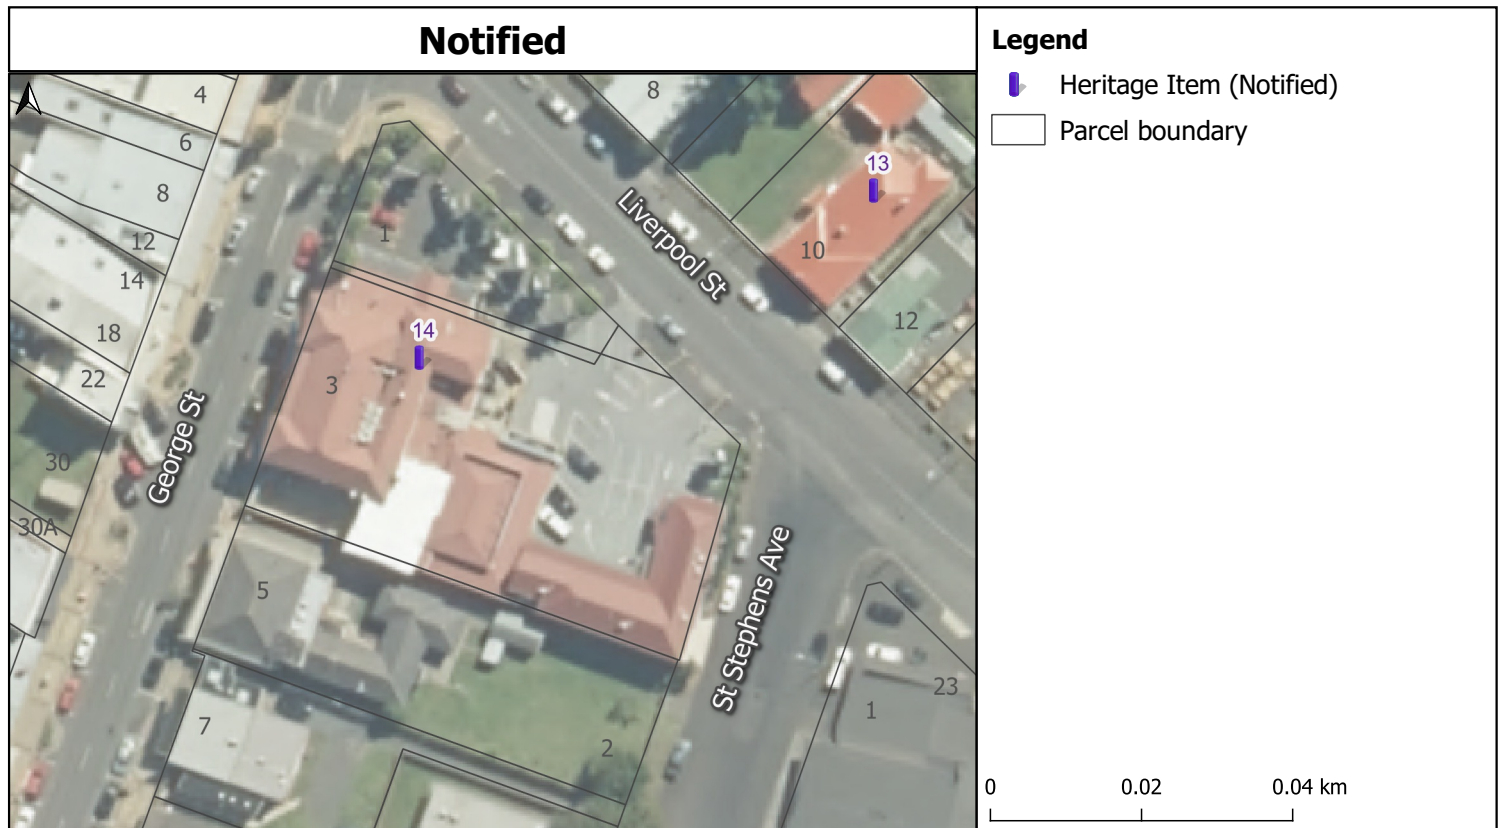 Notified
Legend
Heritage Item (Notified)
Parcel boundary
4
6
8
12
14
18
22
30
30A
8
13
10
12
Liverpool St
1
14
3
George St
5
7
2
St Stephens Ave
1
23
0
0.02
0.04 km